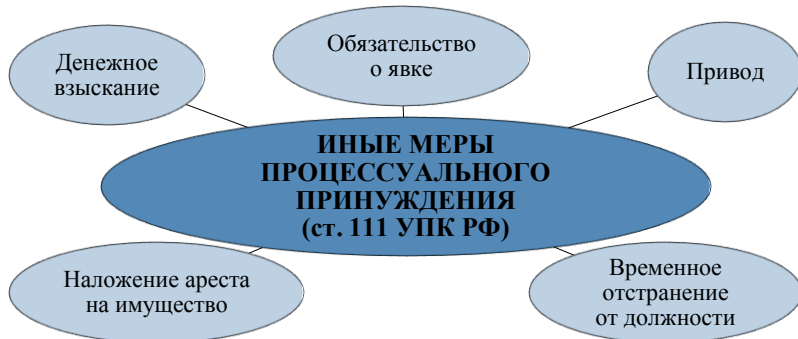 Денежное
взыскание
Обязательство
о явке
Привод
ИНЫЕ МЕРЫ
ПРОЦЕССУАЛЬНОГО
ПРИНУЖДЕНИЯ
(ст. 111 УПК РФ)
Наложение ареста
на имущество
Временное
отстранение
от должности